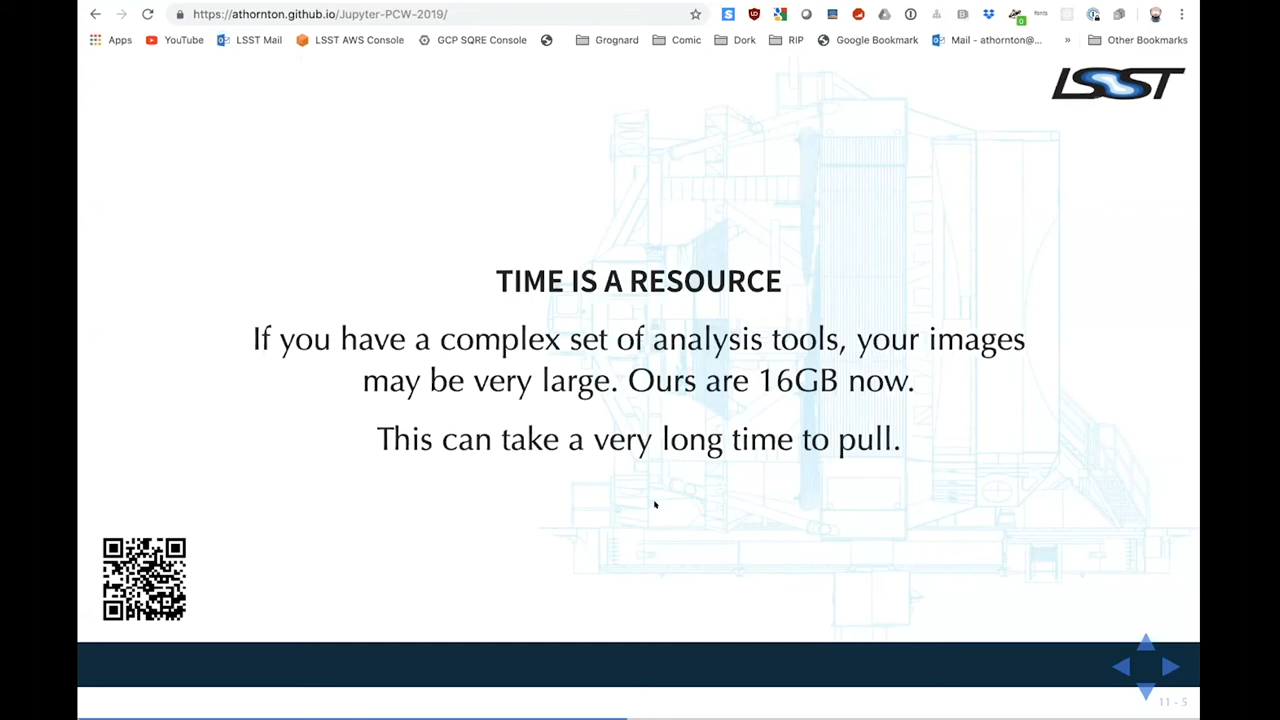 https://athornton.github.io/Jupyter-PCW-2019/
Apps YouTube LSST Mail LSST AWS Console GCP SQRE Console Grognard Comic Dork RIP Google Bookmark Mail - athornton@... » Other Bookmarks
LSST
TIME IS A RESOURCE
If you have a complex set of analysis tools, your images
may be very large. Ours are 16GB now.
This can take a very long time to pull.
11 - 5